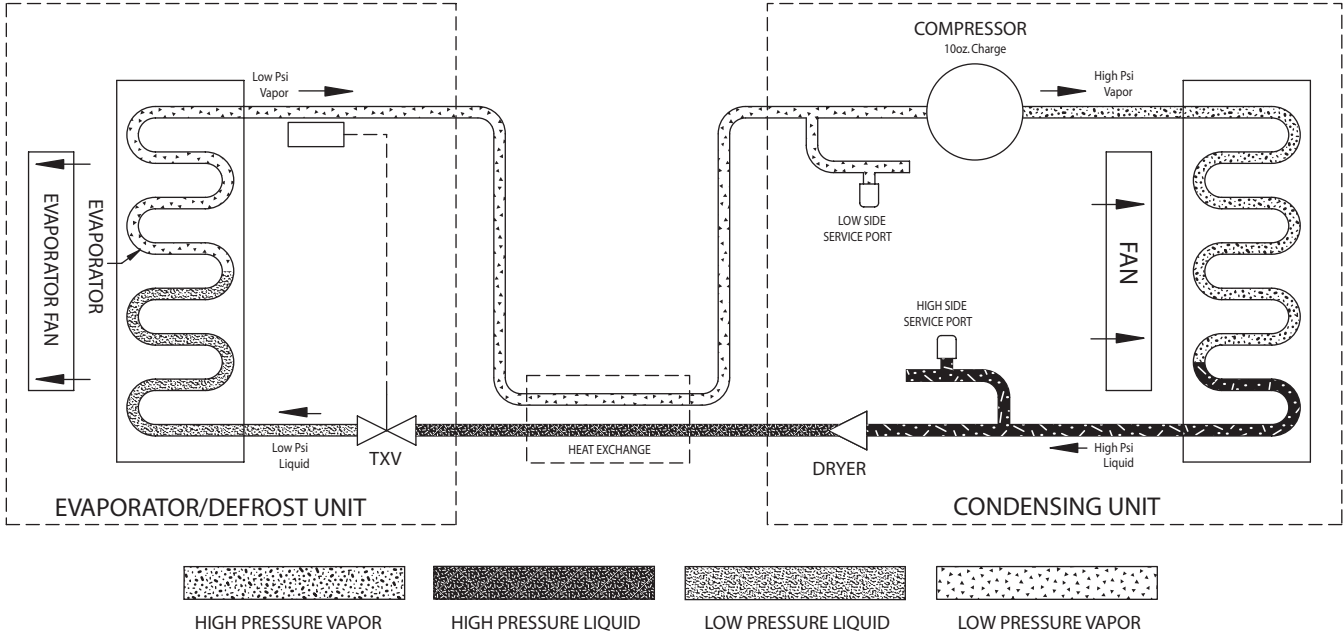 COMPRESSOR
10oz. Charge
Low Psi
Vapor
High Psi
Vapor
EVAPORATOR FAN
EVAPORATOR
LOW SIDE
SERVICE PORT
FAN
HIGH SIDE
SERVICE PORT
Low Psi
Liquid
TXV
HEAT EXCHANGE
DRYER
High Psi
Liquid
EVAPORATOR/DEFROST UNIT
CONDENSING UNIT
HIGH PRESSURE VAPOR
HIGH PRESSURE LIQUID
LOW PRESSURE LIQUID
LOW PRESSURE VAPOR